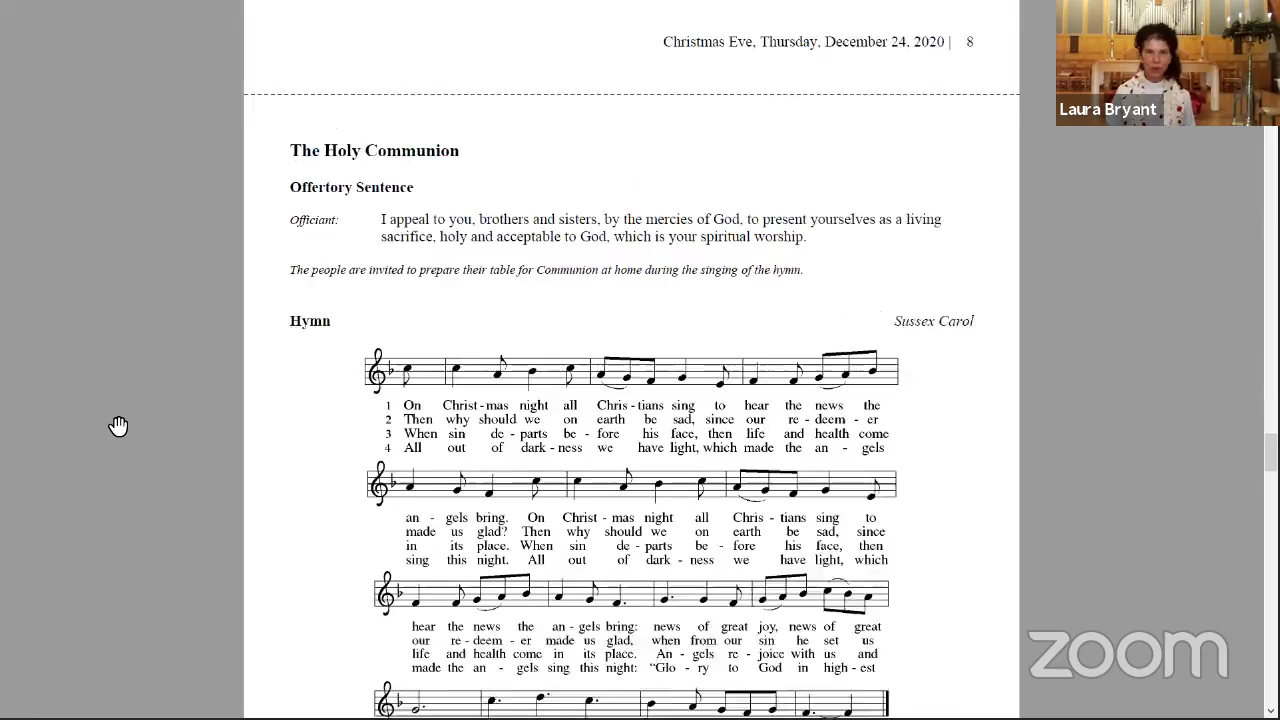 Christmas Eve, Thursday, December 24, 2020 | 8
Laura Bryant
The Holy Communion
Offertory Sentence
Officiant: I appeal to you, brothers and sisters, by the mercies of God, to present yourselves as a living
sacrifice, holy and acceptable to God, which is your spiritual worship.
The people are invited to prepare their table for Communion at home during the singing of the hymn.
Hymn Sussex Carol
1 On Christ - mas night all Chris - tians sing to hear the news the
2 Then why should we on earth be sad, since our re - deem - er
3 When sin de - parts be - fore his face, then life and health come
4 All out of dark - ness we have light, which made the an - gels
an - gels bring. On Christ - mas night all Chris - tians sing to
made us glad? Then why should we on earth be sad, since
in its place. When sin de - parts be - fore his face, then
sing this night. All out of dark - ness we have light, which
hear the news the an - gels bring: news of great joy, news of great
our re - deem - er made us glad, when from our sin he set us
life and health come in its place. An - gels re - joice with us and
made the an - gels sing this night: “Glo - ry to God in high - est
zoom